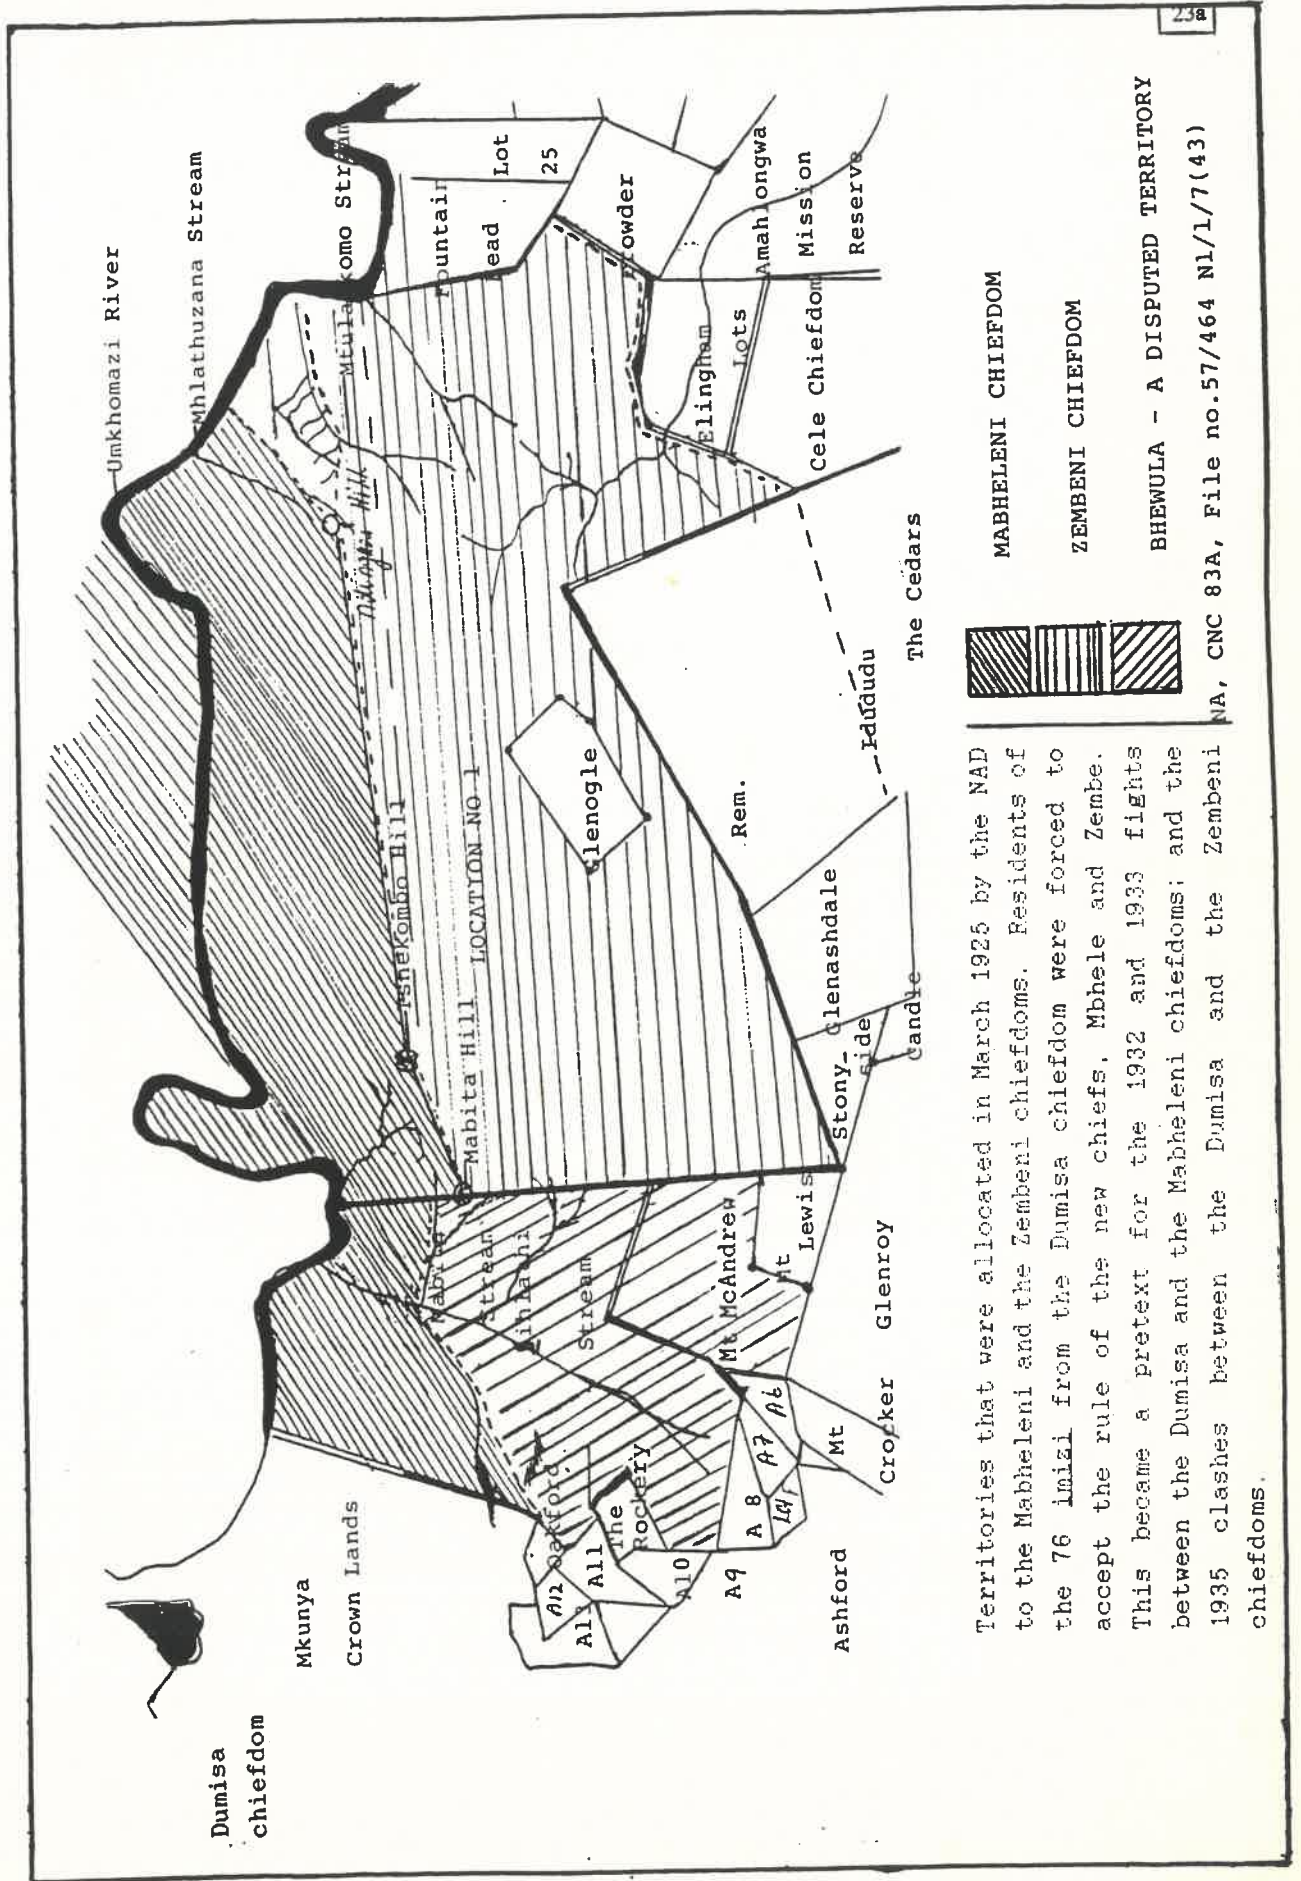 23a
Umkhomazi River
Mhlathuzana Stream
Lot
25
Dumisa
chiefdom
Mkunya
Crown Lands
Tshekombo Hill
Mabita Hill
LOCATION NO 1
Glenogle
Elingham
Lots
Amahlongwa
Mission
Reserve
Cele Chiefdom
Stream
Stream
Oakford
The
Rockery
A12
A11
A10
A9
A8
A7
A6
Mt McAndrew
Mt
Lewis
Stony-
side
Glenashdale
Candle
Rem.
Idududu
The Cedars
Ashford
Mt
Crocker
Glenroy
MABHELENI CHIEFDOM
ZEMBENI CHIEFDOM
BHEWULA - A DISPUTED TERRITORY
NA, CNC 83A, File no.57/464 N1/1/7(43)
Territories that were allocated in March 1925 by the NAD
to the Mabheleni and the Zembeni chiefdoms. Residents of
the 76 imizi from the Dumisa chiefdom were forced to
accept the rule of the new chiefs, Mbhele and Zembe.
This became a pretext for the 1932 and 1933 fights
between the Dumisa and the Mabheleni chiefdoms; and the
1935 clashes between the Dumisa and the Zembeni
chiefdoms.